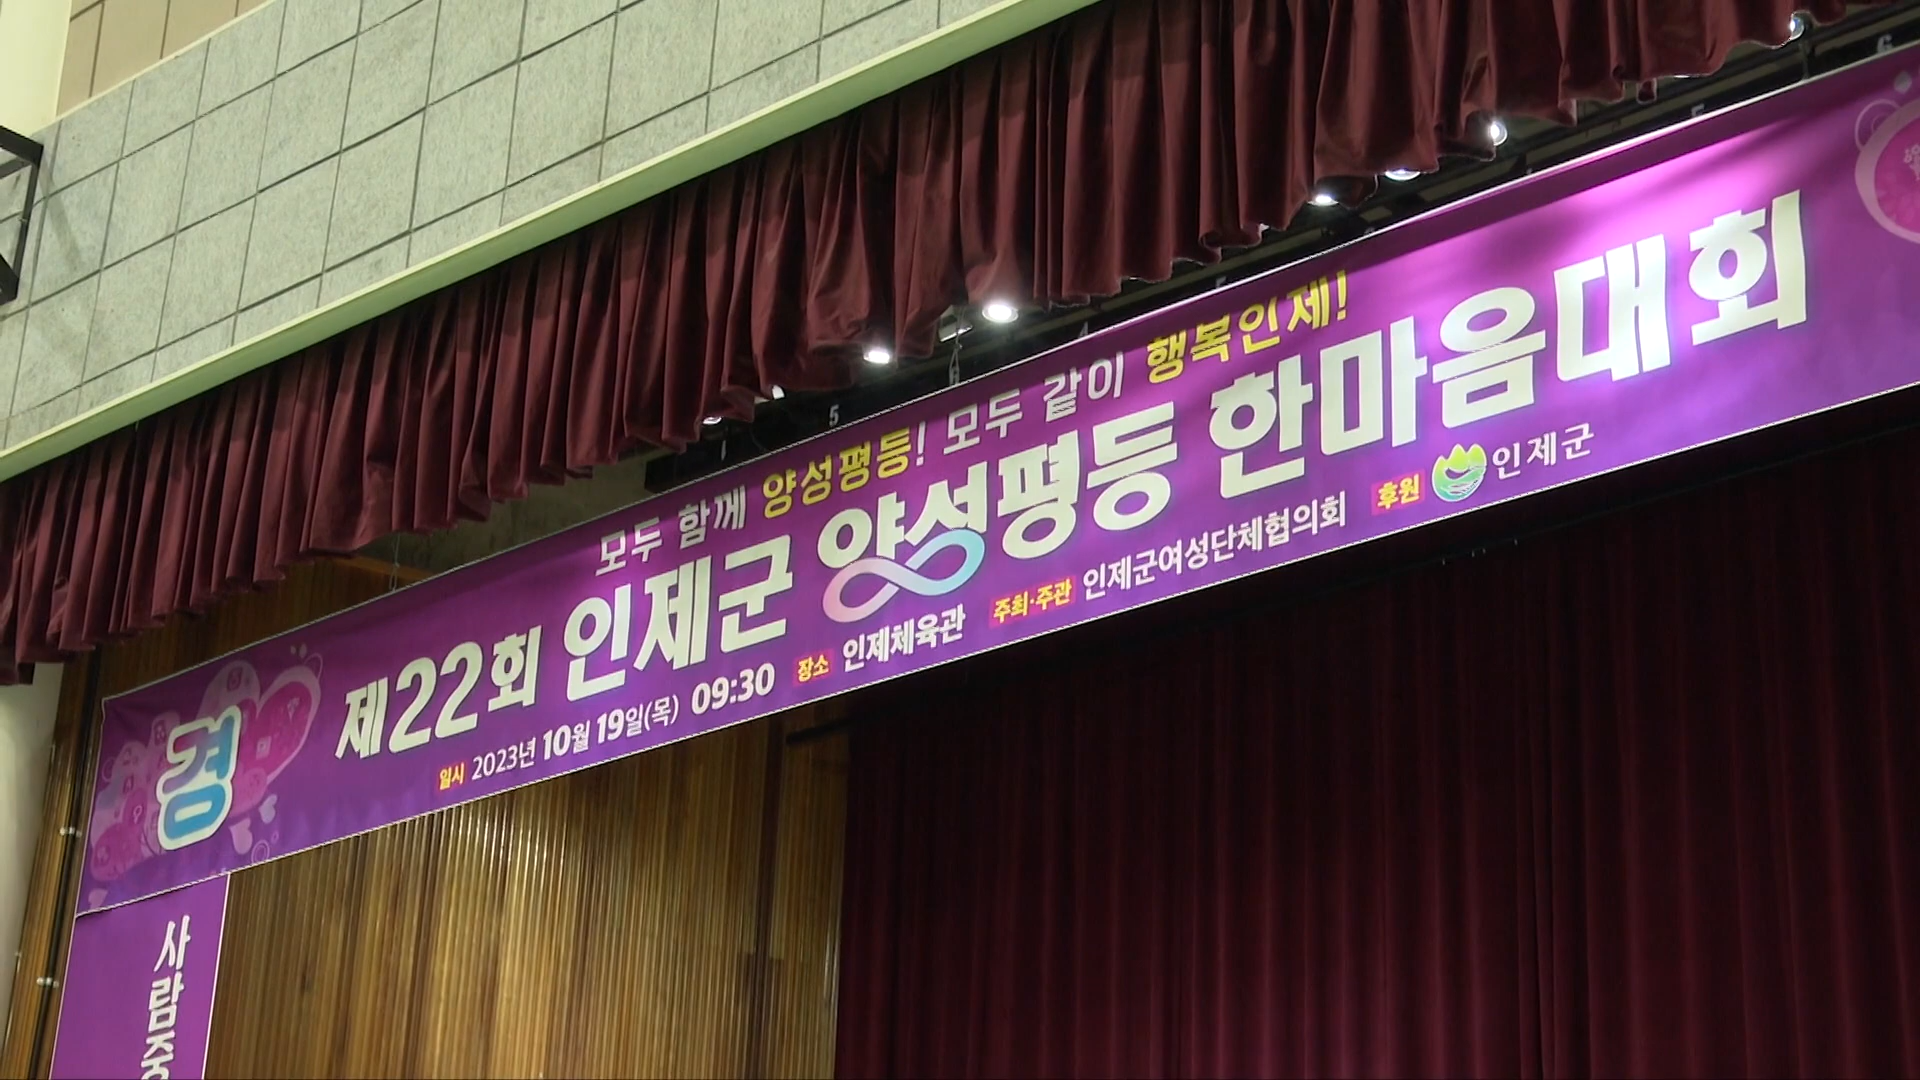 모두 함께 양성평등! 모두 같이 행복인제!
경 제22회 인제군 양성평등 한마음대회
일시 2023년 10월 19일(목) 09:30 장소 인제체육관 주최·주관 인제군여성단체협의회 후원 인제군
사람